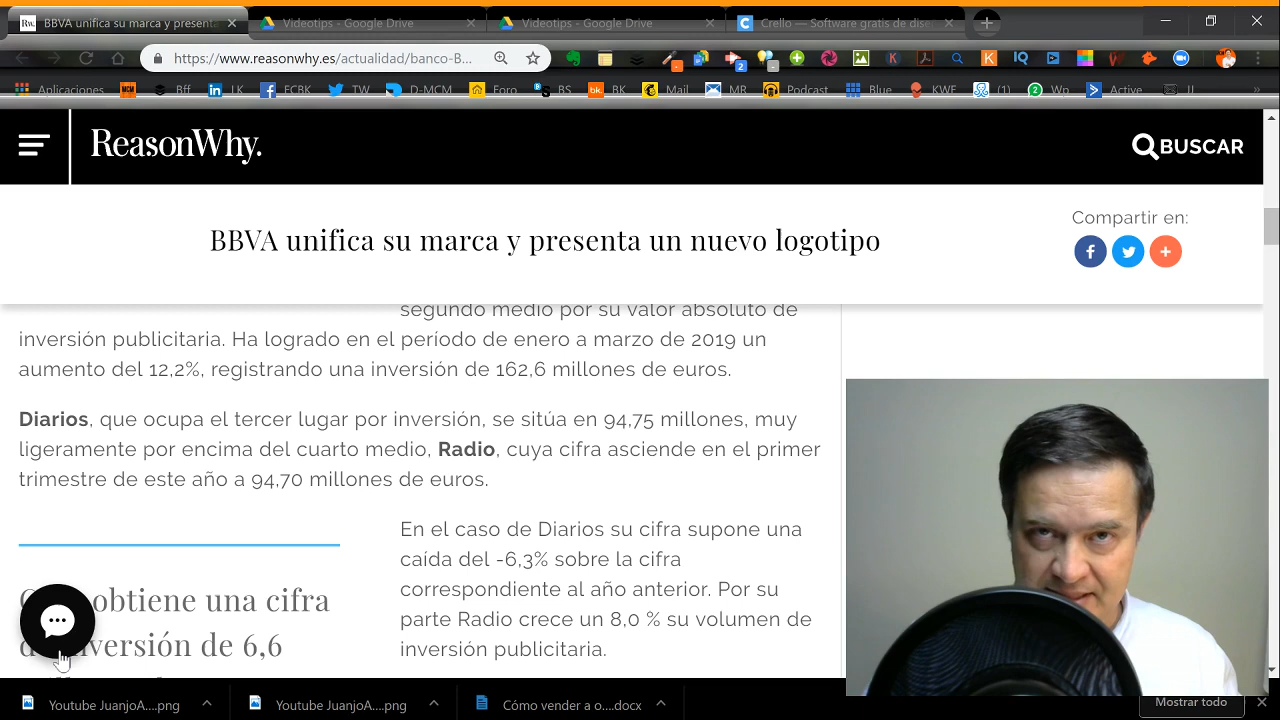 BBVA unifica su marca y present
Videotips - Google Drive
Videotips - Google Drive
Crello — Software gratis de dise
https://www.reasonwhy.es/actualidad/banco-B...
Aplicaciones
Bff
LK
FCBK
TW
D-MCM
Foro
BS
BK
Mail
MR
Podcast
Blue
KWF
(1)
Wp
Active
ReasonWhy.
BUSCAR
BBVA unifica su marca y presenta un nuevo logotipo
Compartir en:
segundo medio por su valor absoluto de
inversión publicitaria. Ha logrado en el período de enero a marzo de 2019 un
aumento del 12,2%, registrando una inversión de 162,6 millones de euros.
Diarios, que ocupa el tercer lugar por inversión, se sitúa en 94,75 millones, muy
ligeramente por encima del cuarto medio, Radio, cuya cifra asciende en el primer
trimestre de este año a 94,70 millones de euros.
En el caso de Diarios su cifra supone una
caída del -6,3% sobre la cifra
correspondiente al año anterior. Por su
parte Radio crece un 8,0 % su volumen de
inversión publicitaria.
obtiene una cifra
inversión de 6,6
Youtube JuanjoA....png
Youtube JuanjoA....png
Cómo vender a o....docx
Mostrar todo